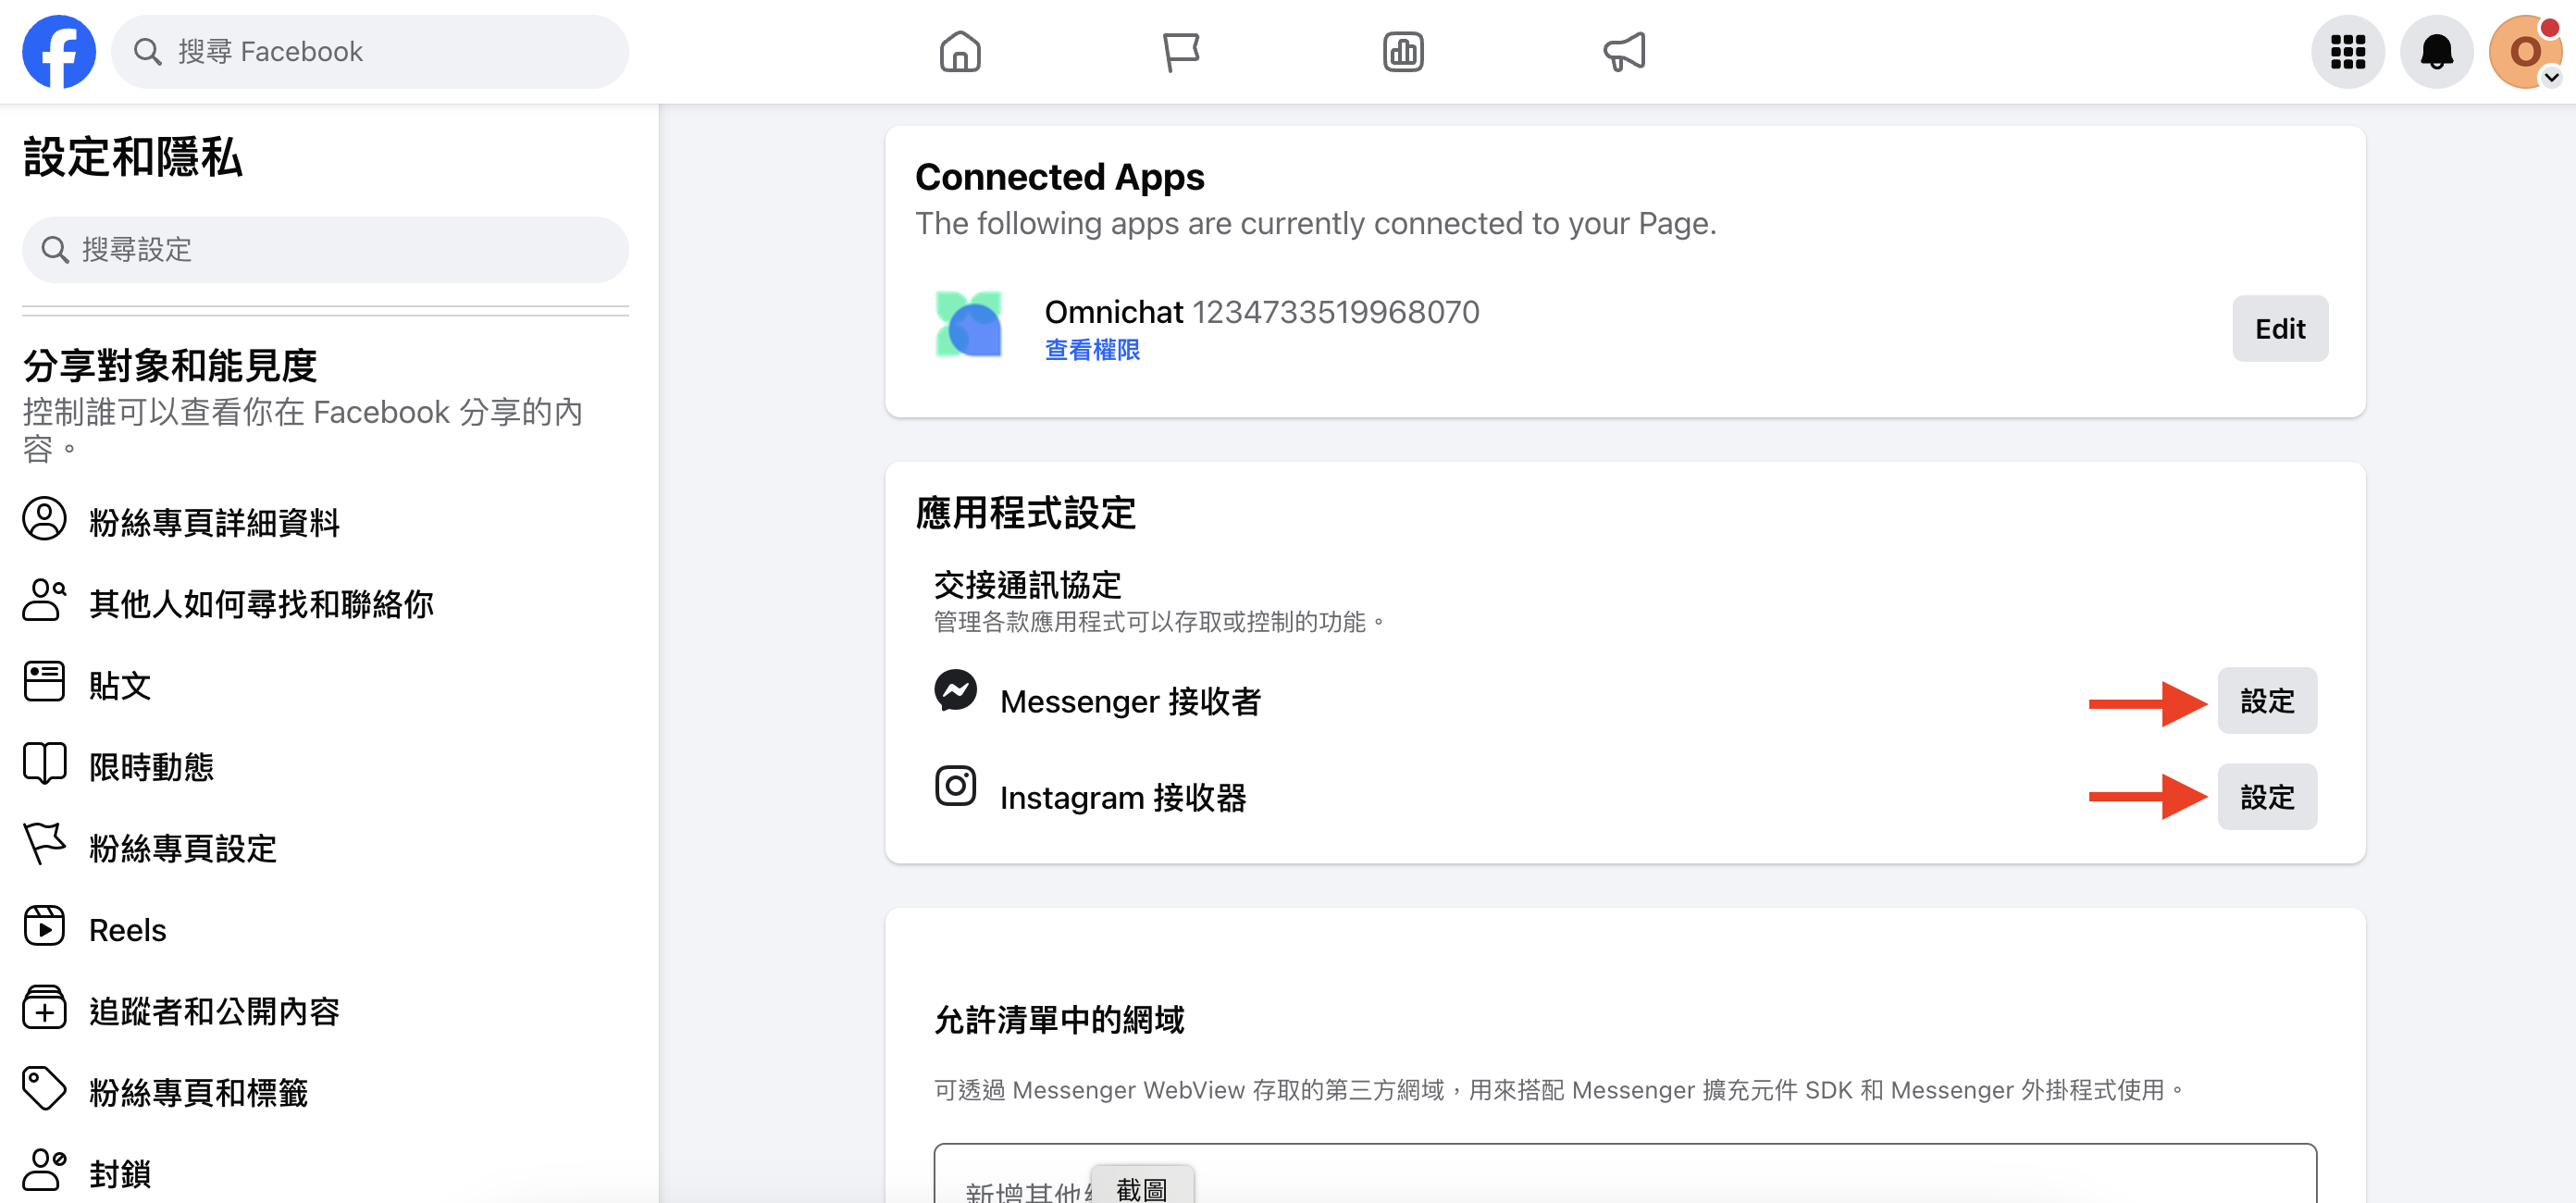 搜尋 Facebook
O
設定和隱私
搜尋設定
分享對象和能見度
控制誰可以查看你在 Facebook 分享的內
容。
粉絲專頁詳細資料
其他人如何尋找和聯絡你
貼文
限時動態
粉絲專頁設定
Reels
追蹤者和公開內容
粉絲專頁和標籤
封鎖
Connected Apps
The following apps are currently connected to your Page.
Omnichat 1234733519968070
查看權限
Edit
應用程式設定
交接通訊協定
管理各款應用程式可以存取或控制的功能。
Messenger 接收者
設定
Instagram 接收器
設定
允許清單中的網域
可透過 Messenger WebView 存取的第三方網域，用來搭配 Messenger 擴充元件 SDK 和 Messenger 外掛程式使用。
新增其他
截圖